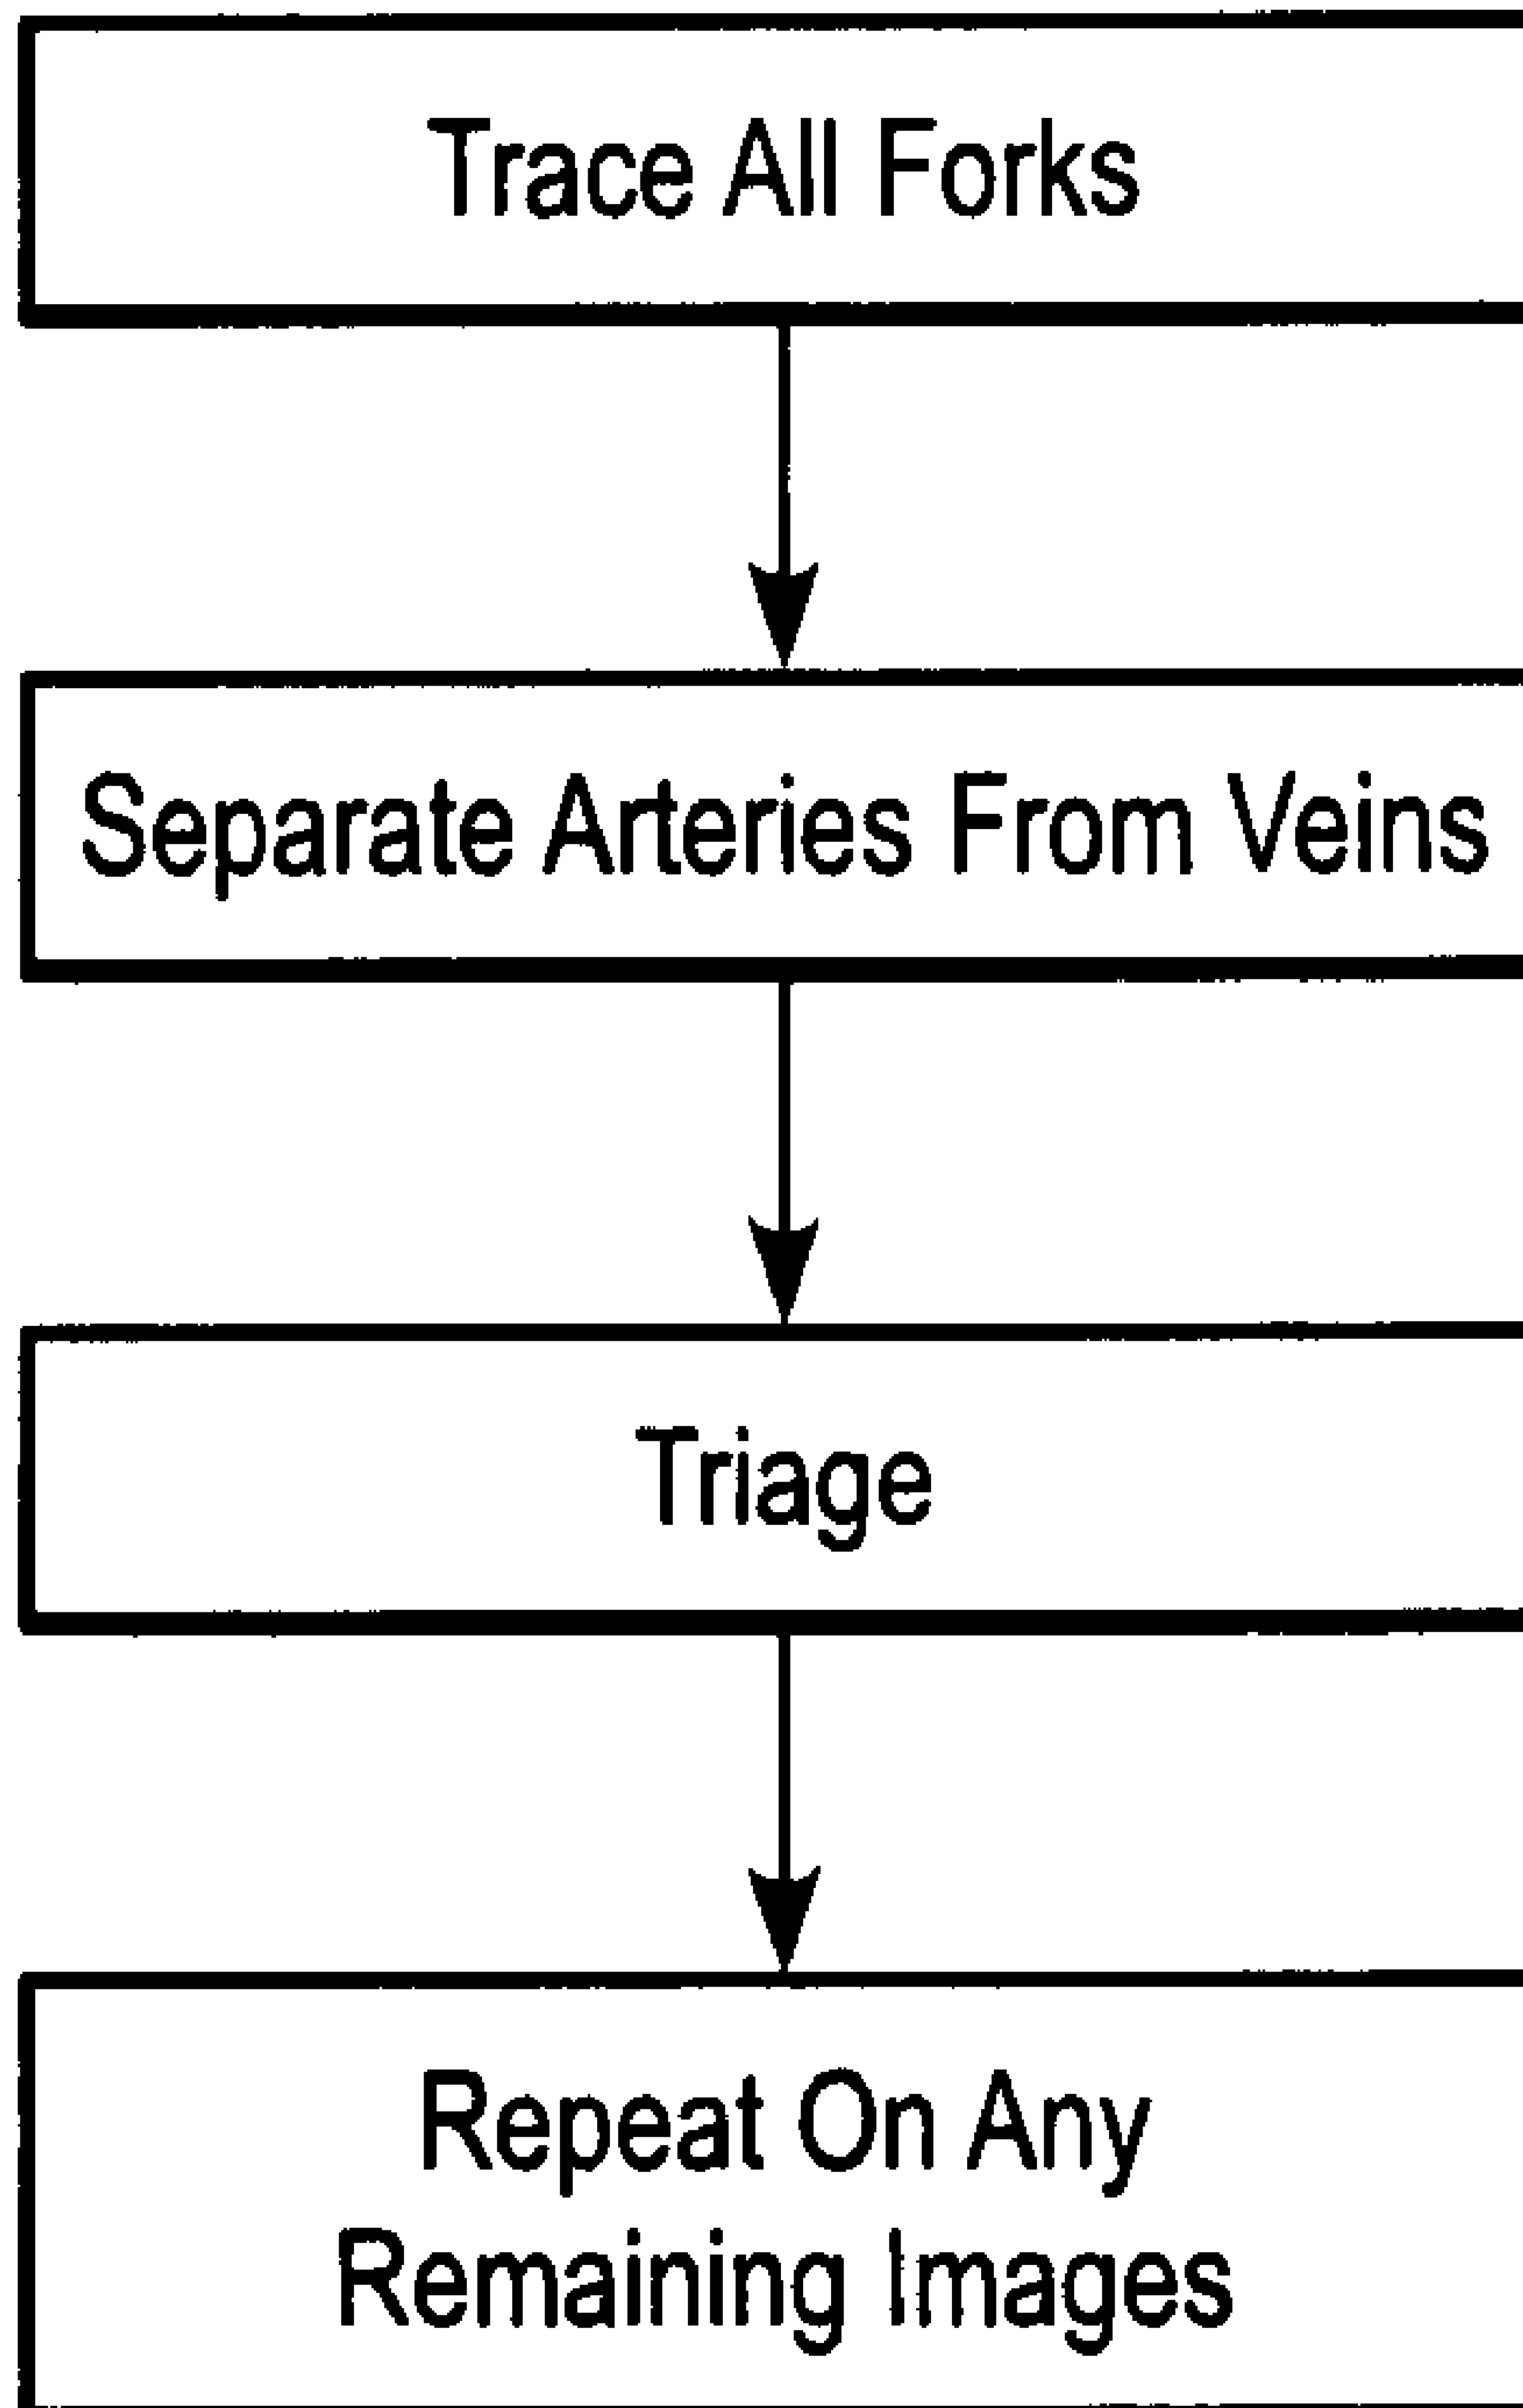 Trace All Forks
Separate Arteries From Veins
Triage
Repeat On Any
Remaining Images